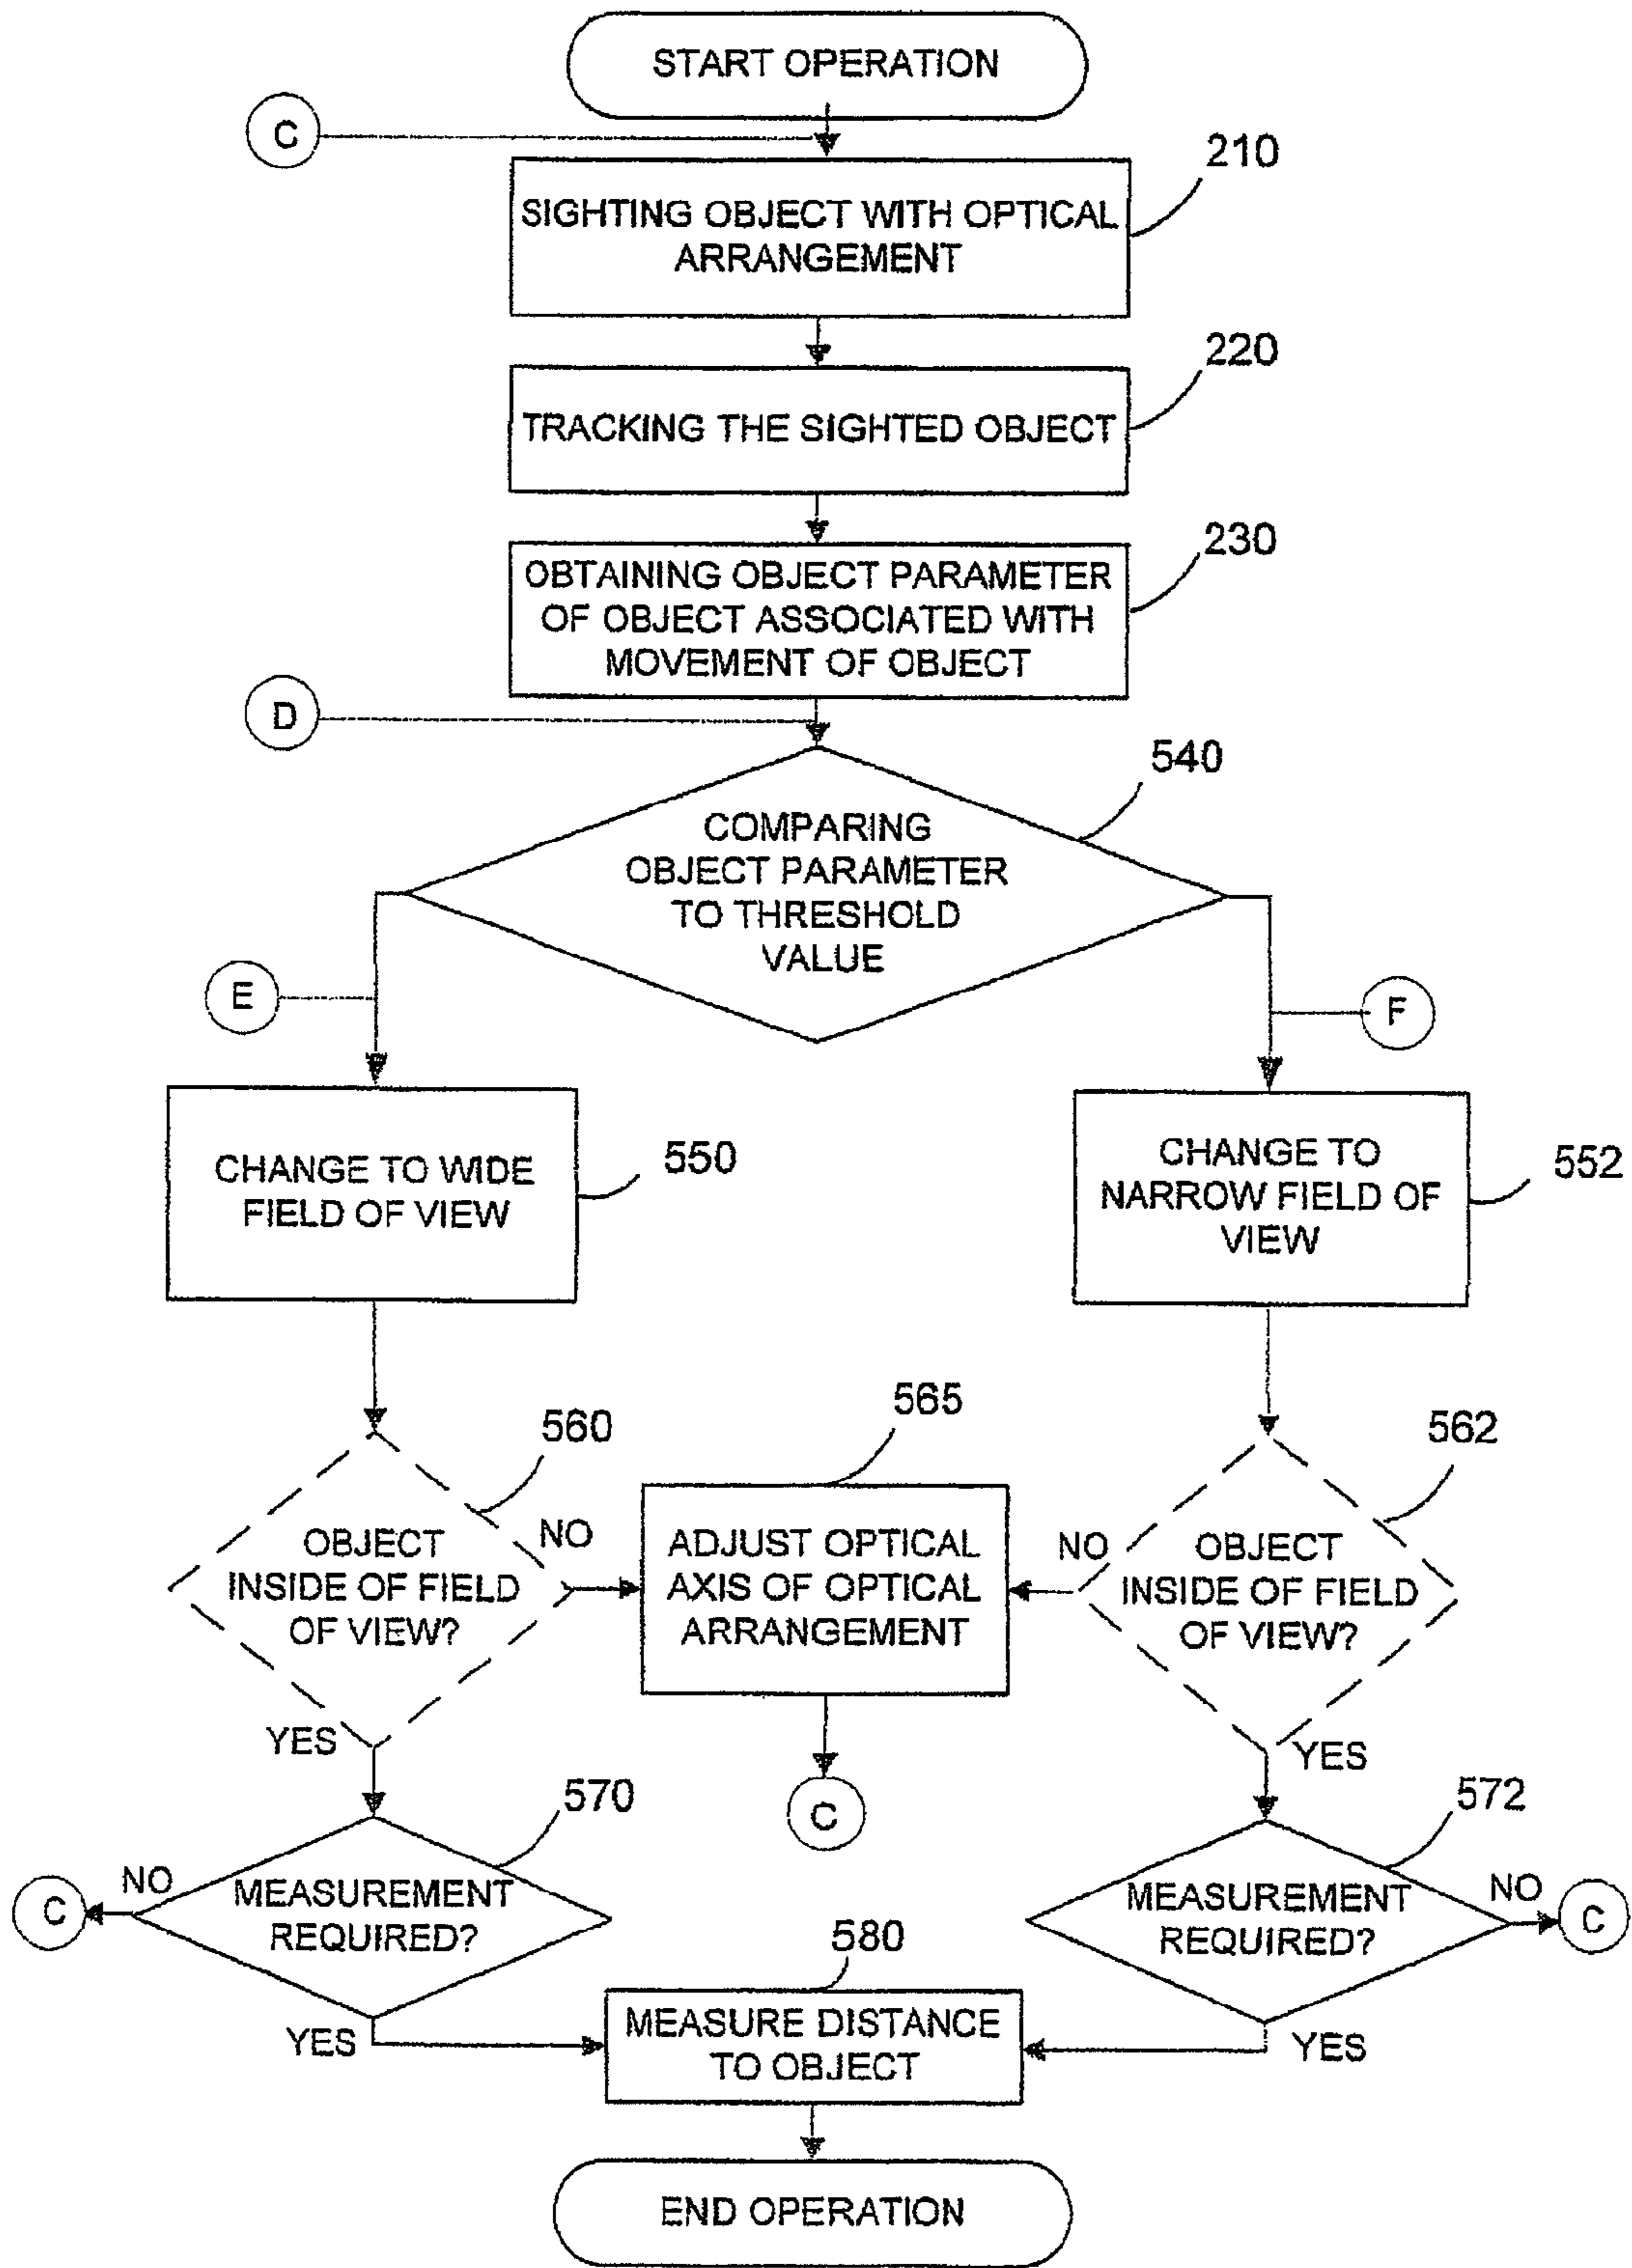 START OPERATION
C
210
SIGHTING OBJECT WITH OPTICAL
ARRANGEMENT
220
TRACKING THE SIGHTED OBJECT
230
OBTAINING OBJECT PARAMETER
OF OBJECT ASSOCIATED WITH
MOVEMENT OF OBJECT
D
540
COMPARING
OBJECT PARAMETER
TO THRESHOLD
VALUE
E
F
CHANGE TO WIDE
FIELD OF VIEW
550
CHANGE TO
NARROW FIELD OF
VIEW
552
560
565
562
OBJECT
INSIDE OF FIELD
OF VIEW?
NO
ADJUST OPTICAL
AXIS OF OPTICAL
ARRANGEMENT
NO
OBJECT
INSIDE OF FIELD
OF VIEW?
YES
YES
C
570
572
C
NO
MEASUREMENT
REQUIRED?
MEASUREMENT
REQUIRED?
NO
C
580
YES
MEASURE DISTANCE
TO OBJECT
YES
END OPERATION